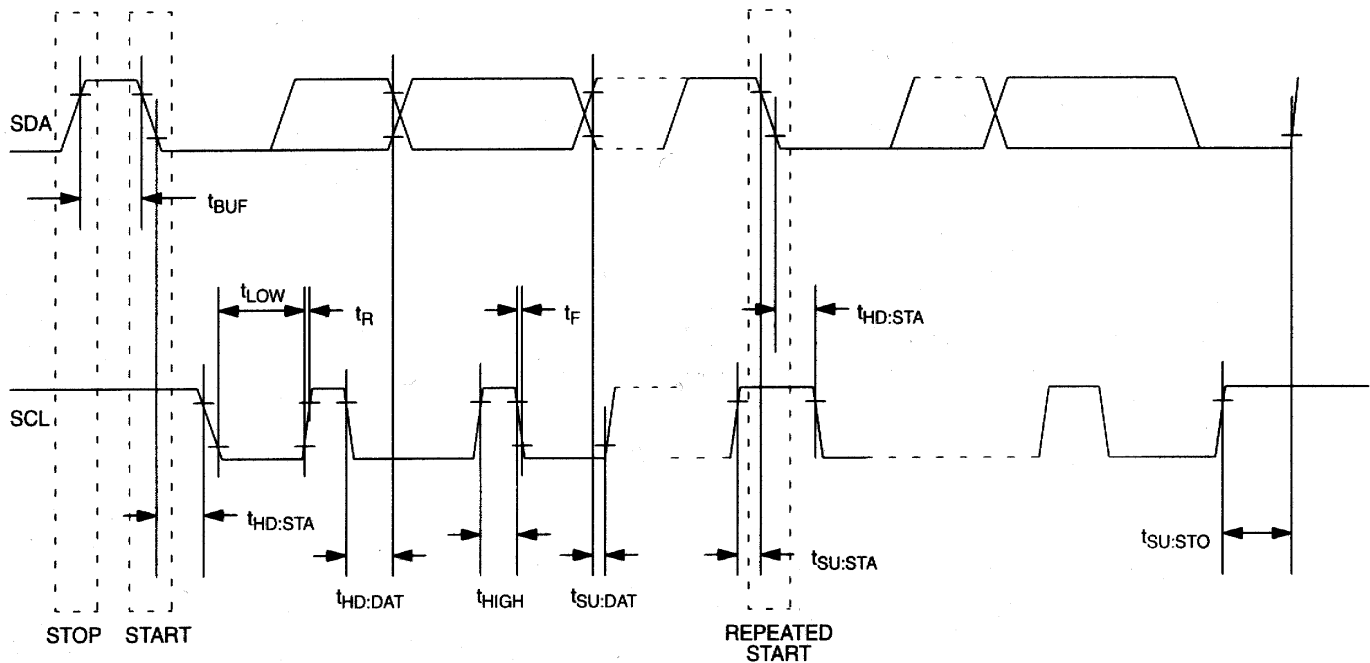 SDA
tBUF
tLOW
tR
tF
tHD:STA
SCL
tHD:STA
tSU:STA
tSU:STO
tHD:DAT
tHIGH
tSU:DAT
STOP
START
REPEATED
START